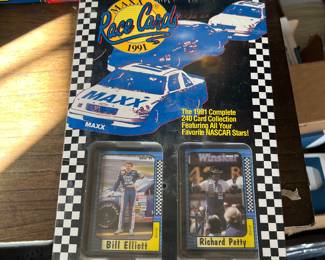 MAXX
Race Cards
1991
MAXX
MAXX
The 1991 Complete
240 Card Collection
Featuring All Your
Favorite NASCAR Stars!
Bill Elliott
Winston
Richard Petty